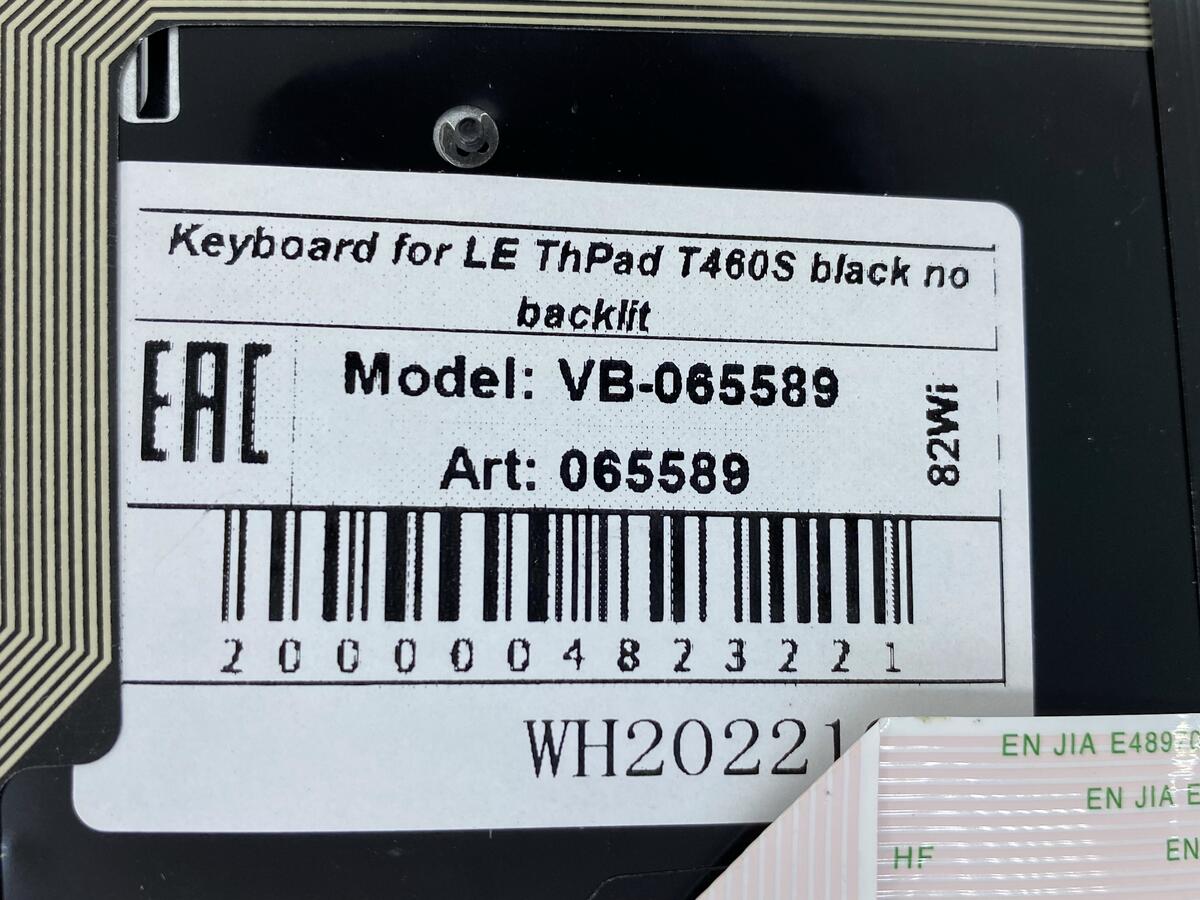 Keyboard for LE ThPad T460S black no
backlit
EAC
Model: VB-065589
Art: 065589
82Wi
2000004823221
WH20221
EN JIA E489
EN JIA E
HF
EN